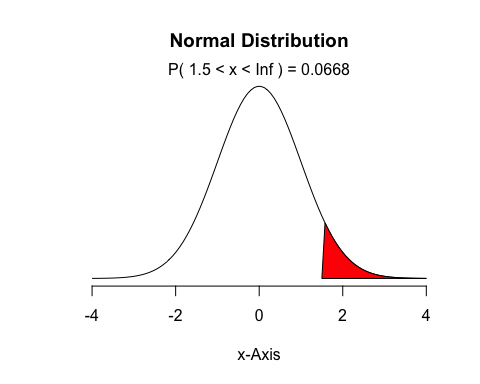 Normal Distribution
P( 1.5 < x < Inf ) = 0.0668
-4 -2 0 2 4
x-Axis